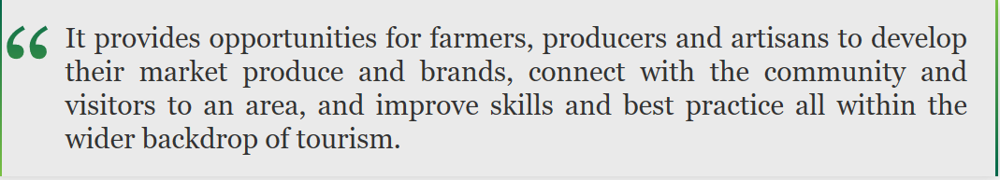 “ It provides opportunities for farmers, producers and artisans to develop
their market produce and brands, connect with the community and
visitors to an area, and improve skills and best practice all within the
wider backdrop of tourism.